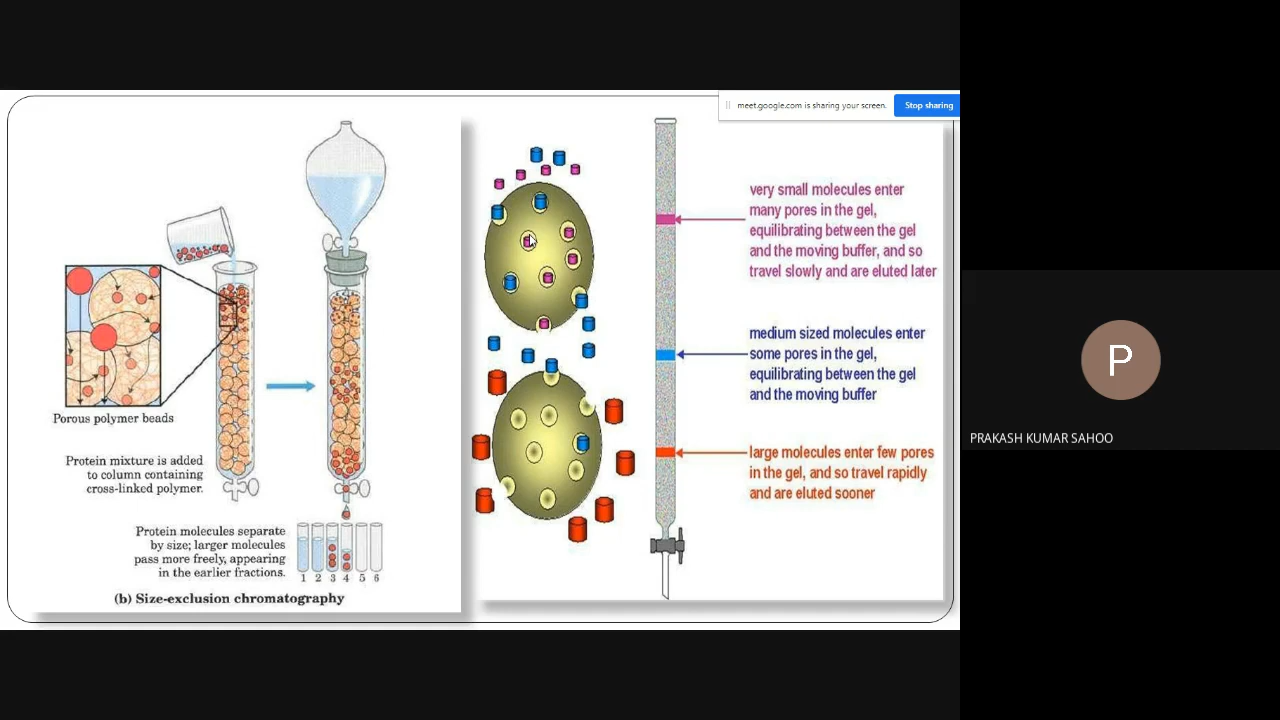 meet.google.com is sharing your screen.
Stop sharing
Porous polymer beads
Protein mixture is added
to column containing
cross-linked polymer.
Protein molecules separate
by size; larger molecules
pass more freely, appearing
in the earlier fractions.
1 2 3 4 5 6
(b) Size-exclusion chromatography
very small molecules enter
many pores in the gel,
equilibrating between the gel
and the moving buffer, and so
travel slowly and are eluted later
medium sized molecules enter
some pores in the gel,
equilibrating between the gel
and the moving buffer
large molecules enter few pores
in the gel, and so travel rapidly
and are eluted sooner
P
PRAKASH KUMAR SAHOO